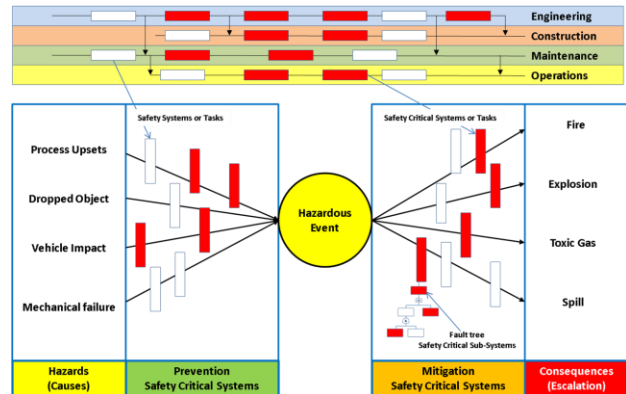 Engineering
Construction
Maintenance
Operations
Safety Systems or Tasks
Safety Critical Systems or Tasks
Process Upsets
Dropped Object
Vehicle Impact
Mechanical failure
Hazardous
Event
Fire
Explosion
Toxic Gas
Spill
Fault tree
Safety Critical Sub-Systems
Hazards
(Causes)
Prevention
Safety Critical Systems
Mitigation
Safety Critical Systems
Consequences
(Escalation)